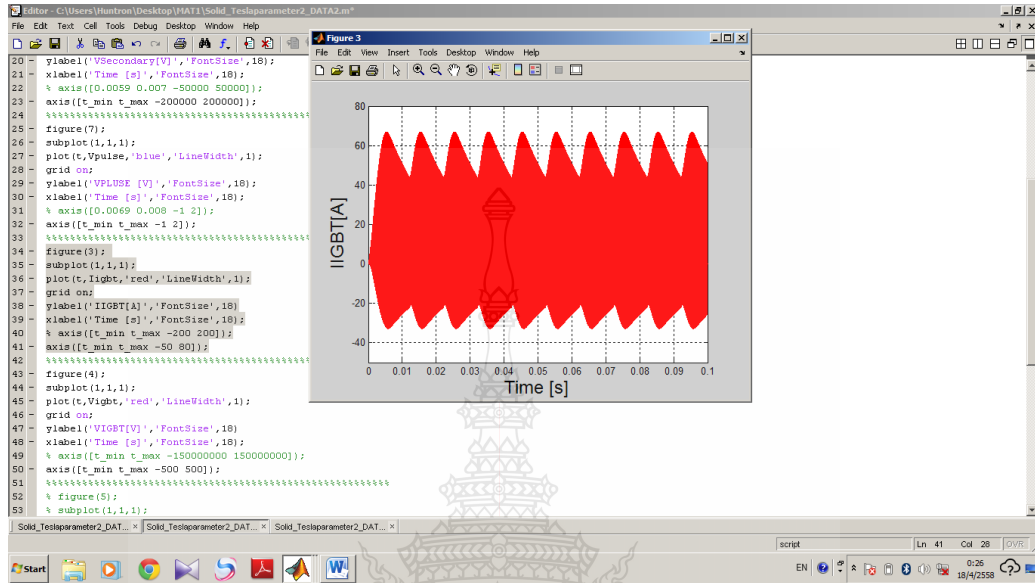 Editor - C:\Users\Huntron\Desktop\MAT1\Solid_Teslaparameter2_DATA2.m*
File Edit Text Cell Tools Debug Desktop Window Help
20 - ylabel('VSecondary[V]','FontSize',18);
21 - xlabel('Time [s]','FontSize',18);
22 % axis([0.0059 0.007 -50000 50000]);
23 - axis([t_min t_max -200000 200000]);
24
25 - figure(7);
26 - subplot(1,1,1);
27 - plot(t,Vpulse,'blue','LineWidth',1);
28 - grid on;
29 - ylabel('VPLUSE [V]','FontSize',18);
30 - xlabel('Time [s]','FontSize',18);
31 % axis([0.0069 0.008 -1 2]);
32 - axis([t_min t_max -1 2]);
33
34 - figure(3);
35 - subplot(1,1,1);
36 - plot(t,Iigbt,'red','LineWidth',1);
37 - grid on;
38 - ylabel('IIGBT[A]','FontSize',18)
39 - xlabel('Time [s]','FontSize',18);
40 % axis([t_min t_max -200 200]);
41 - axis([t_min t_max -50 80]);
42
43 - figure(4);
44 - subplot(1,1,1);
45 - plot(t,Vigbt,'red','LineWidth',1);
46 - grid on;
47 - ylabel('VIGBT[V]','FontSize',18)
48 - xlabel('Time [s]','FontSize',18);
49 % axis([t_min t_max -150000000 150000000]);
50 - axis([t_min t_max -500 500]);
51
52 % figure(5);
53 % subplot(1,1,1);
Figure 3
File Edit View Insert Tools Desktop Window Help
80
60
40
20
0
-20
-40
IIGBT[A]
0 0.01 0.02 0.03 0.04 0.05 0.06 0.07 0.08 0.09 0.1
Time [s]
Solid_Teslaparameter2_DAT... × Solid_Teslaparameter2_DAT... × Solid_Teslaparameter2_DAT... ×
script Ln 41 Col 28 OVR
Start EN 0:26
18/4/2558